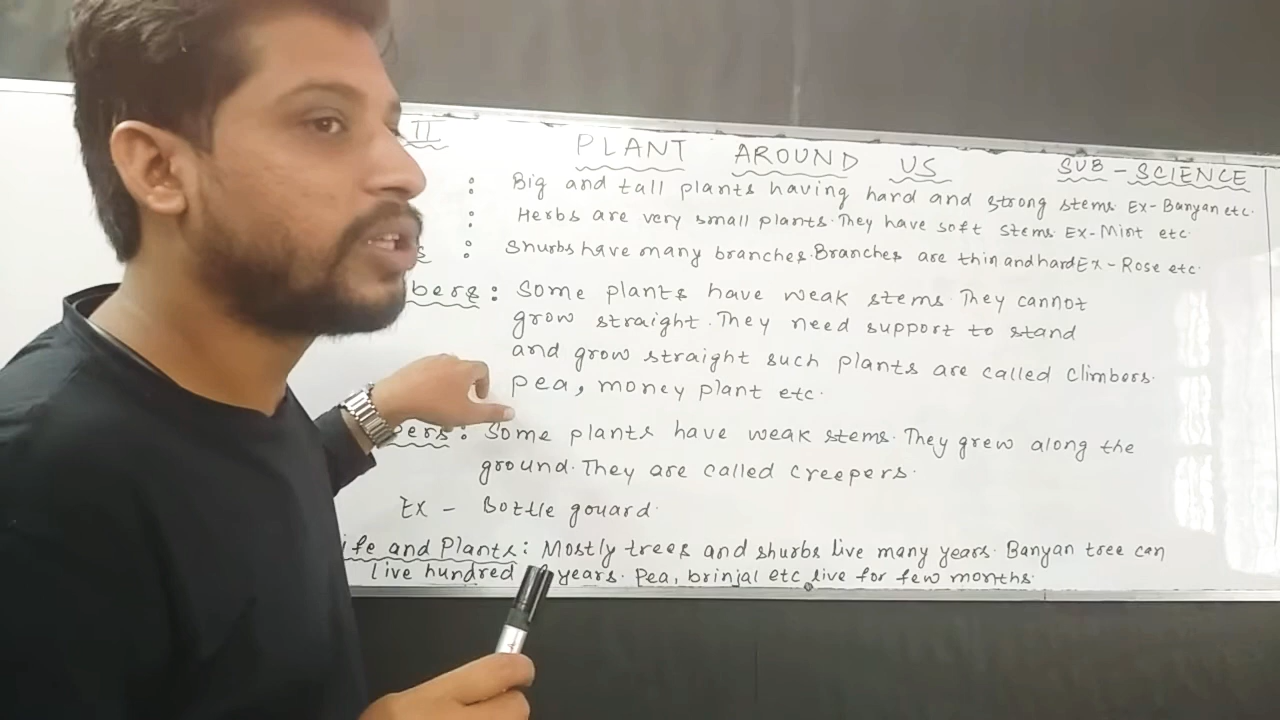 II PLANT AROUND US SUB-SCIENCE
: Big and tall plants having hard and strong stems Ex-Banyan etc.
: Herbs are very small plants. They have soft stems Ex-Mint etc.
: Shurbs have many branches. Branches are thin and hard Ex-Rose etc.
bers: Some plants have weak stems. They cannot
grow straight. They need support to stand
and grow straight such plants are called climbers.
pea, money plant etc.
pers: Some plants have weak stems. They grew along the
ground. They are called creepers.
Ex - Bottle gouard.
ife and Plants: Mostly trees and shurbs live many years. Banyan tree can
live hundred years. Pea, brinjal etc live for few months.